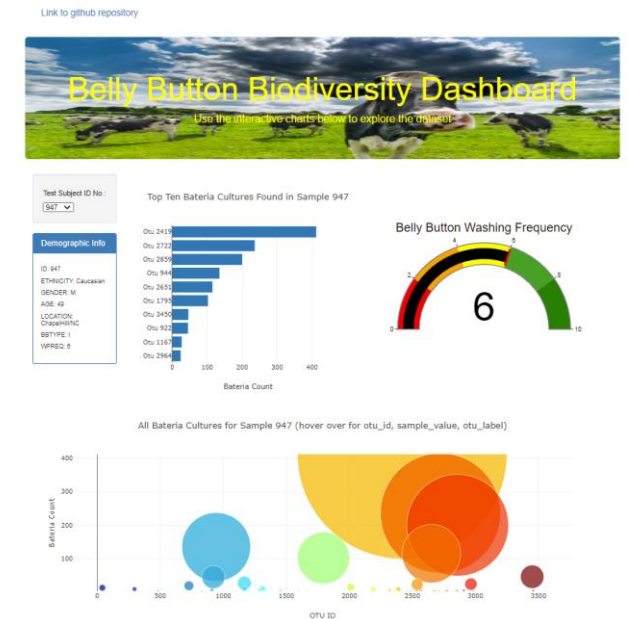 Link to github repository
Belly Button Biodiversity Dashboard
Use the interactive charts below to explore the dataset
Test Subject ID No.:
947
Demographic Info
ID: 947
ETHNICITY: Caucasian
GENDER: M
AGE: 49
LOCATION:
ChapelHill/NC
BBTYPE: I
WFREQ: 6
Top Ten Bateria Cultures Found in Sample 947
Otu 2419
Otu 2722
Otu 2859
Otu 944
Otu 2651
Otu 1795
Otu 3450
Otu 922
Otu 1167
Otu 2964
0 100 200 300 400
Bateria Count
Belly Button Washing Frequency
0 2 4 6 8 10
6
All Bateria Cultures for Sample 947 (hover over for otu_id, sample_value, otu_label)
Bateria Count
400
300
200
100
0 500 1000 1500 2000 2500 3000 3500
OTU ID